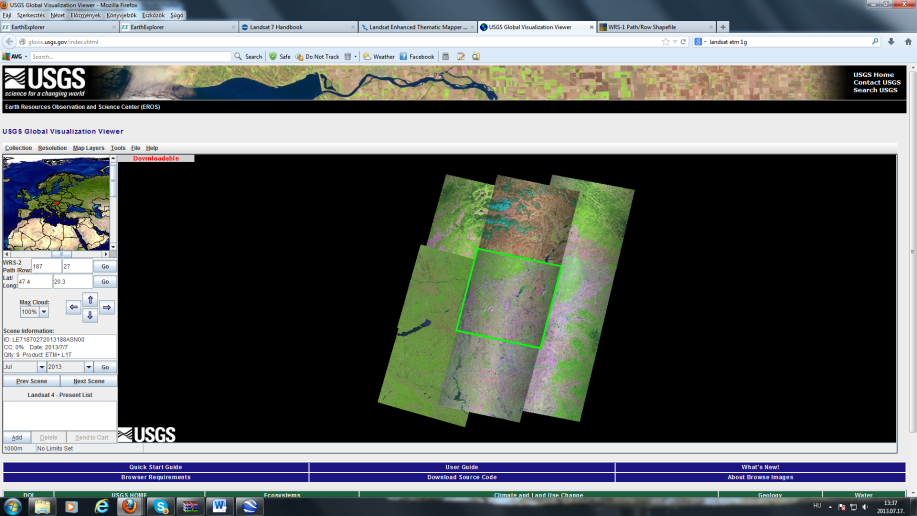 USGS Global Visualization Viewer - Mozilla Firefox
Fájl Szerkesztés Nézet Előzmények Könyvjelzők Eszközök Súgó
EarthExplorer EarthExplorer Landsat 7 Handbook Landsat Enhanced Thematic Mapper ... USGS Global Visualization Viewer WRS-1 Path/Row Shapefile
glovis.usgs.gov/index.shtml landsat etm 1g
AVG Search... Search Safe Do Not Track Weather Facebook
USGS
science for a changing world
USGS Home
Contact USGS
Search USGS
Earth Resources Observation and Science Center (EROS)
USGS Global Visualization Viewer
Collection Resolution Map Layers Tools File Help
Downloadable
WRS-2
Path/Row: 187 27 Go
Lat/
Long: 47.4 20.3 Go
Max Cloud:
100%
Scene Information:
ID: LE71870272013188ASN00
CC: 0% Date: 2013/7/7
Qlty: 9 Product: ETM+ L1T
Jul 2013 Go
Prev Scene Next Scene
Landsat 4 - Present List
Add Delete Send to Cart
USGS
1000m No Limits Set
Quick Start Guide User Guide What's New!
Browser Requirements Download Source Code About Browse Images
DOI USGS HOME Ecosystems Climate and Land Use Change Geology Water
HU 13:37
2013.07.17.